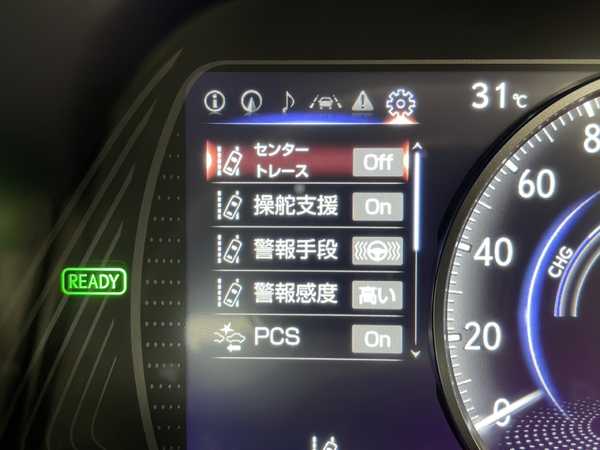 31℃
センター
トレース
Off
操舵支援
On
警報手段
警報感度
高い
PCS
On
READY
8
60
40
20
0
CHG